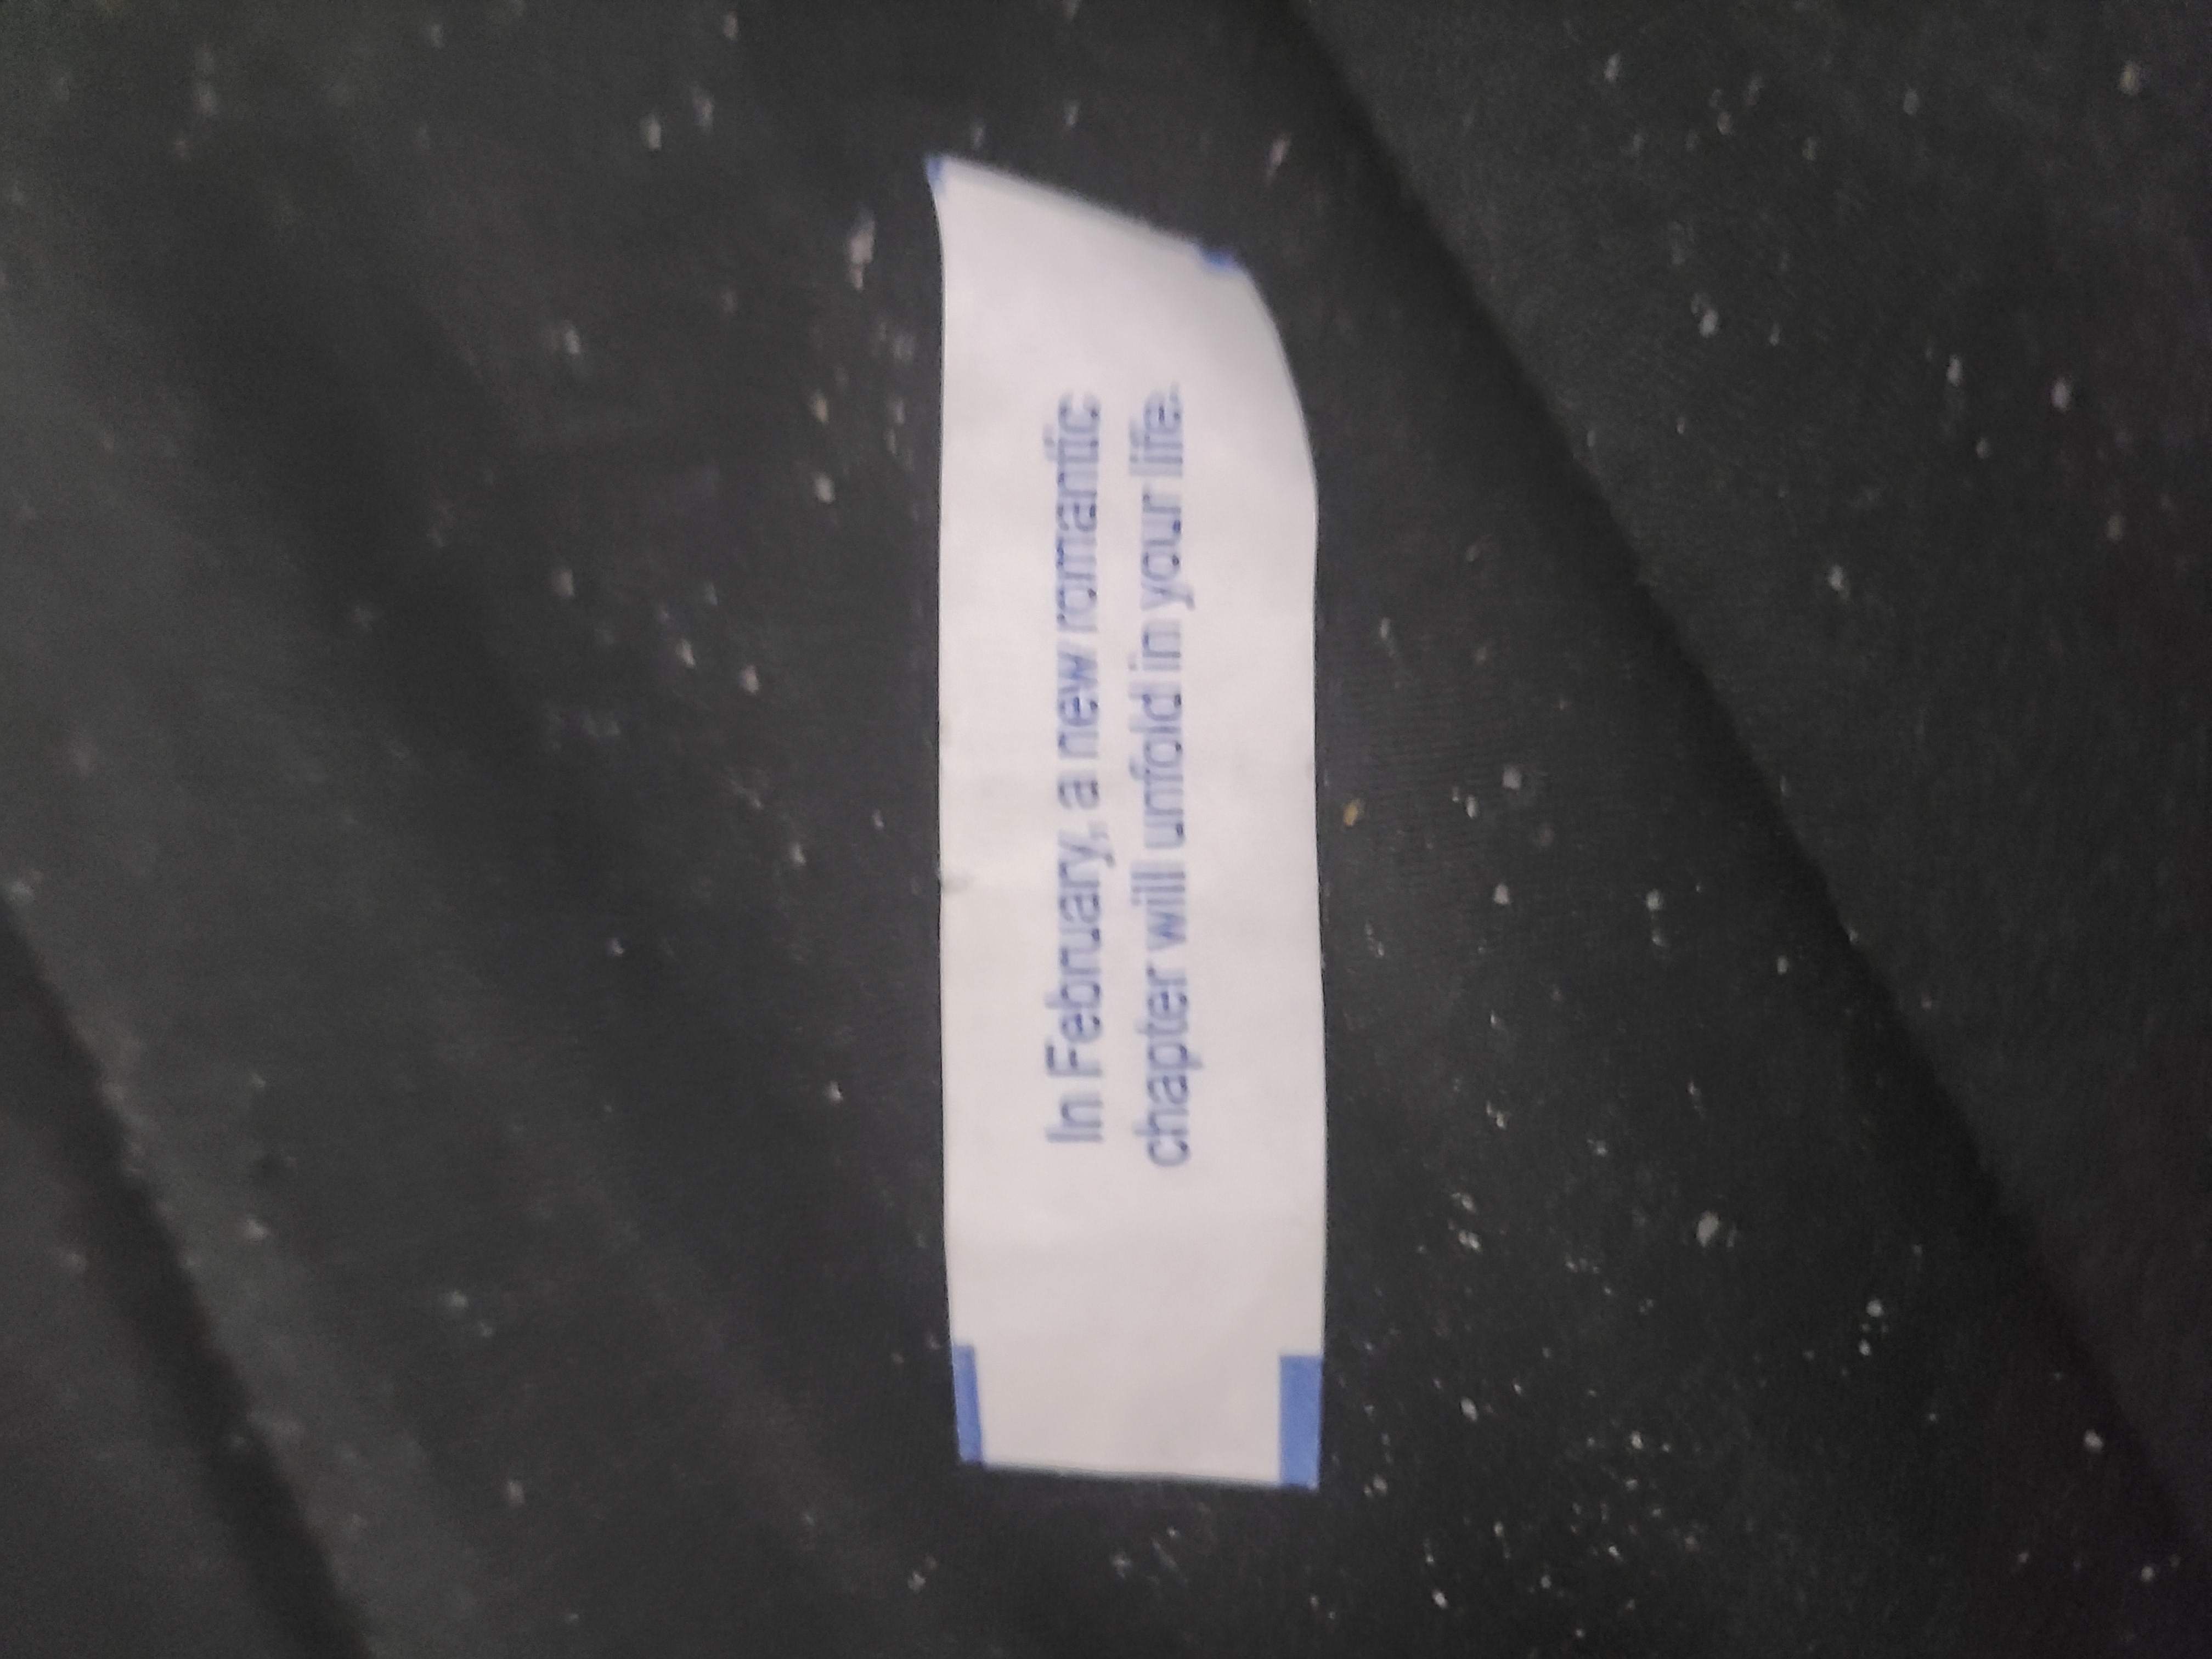 In February, a new romantic
chapter will unfold in your life.